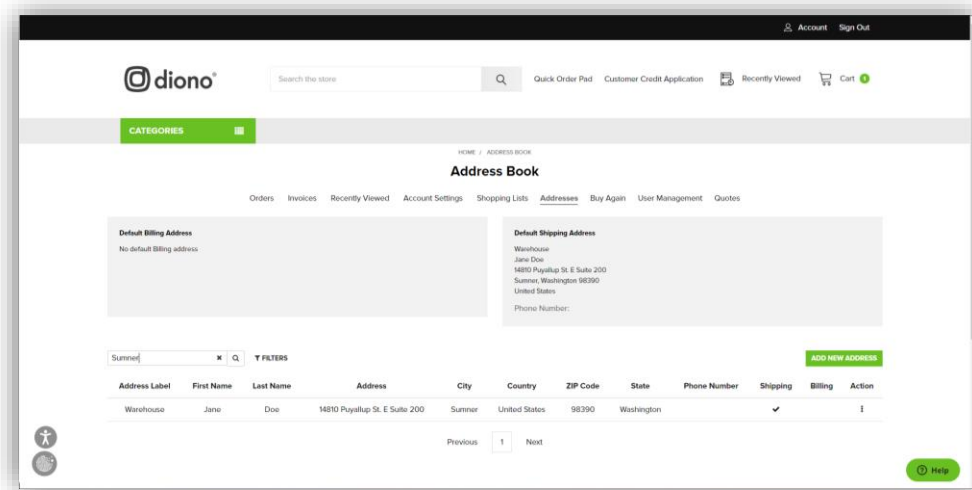 Account Sign Out
diono®
Search the store
Quick Order Pad Customer Credit Application Recently Viewed Cart
CATEGORIES
HOME / ADDRESS BOOK
Address Book
Orders Invoices Recently Viewed Account Settings Shopping Lists Addresses Buy Again User Management Quotes
Default Billing Address
No default Billing address
Default Shipping Address
Warehouse
Jane Doe
14810 Puyallup St. E Suite 200
Sumner, Washington 98390
United States
Phone Number:
Sumner
FILTERS
ADD NEW ADDRESS
Address Label First Name Last Name Address City Country ZIP Code State Phone Number Shipping Billing Action
Warehouse Jane Doe 14810 Puyallup St. E Suite 200 Sumner United States 98390 Washington
Previous 1 Next
Help